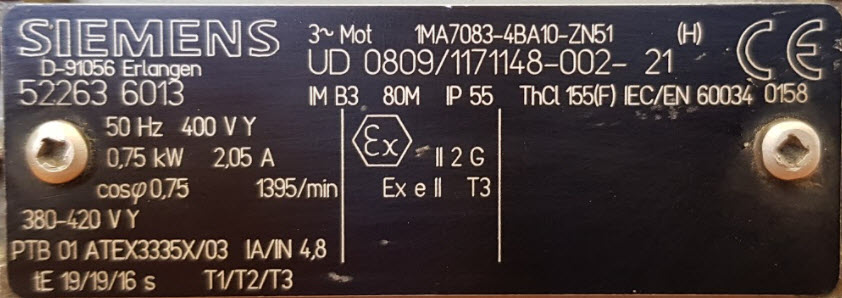 SIEMENS 3~ Mot 1MA7083-4BA10-ZN51 (H) CE
D-91056 Erlangen UD 0809/1171148-002- 21
52263 6013 IM B3 80M IP 55 ThCl 155(F) IEC/EN 60034 0158
50 Hz 400 V Y
0,75 kW 2,05 A Ex II 2 G
cosφ 0,75 1395/min Ex e II T3
380-420 V Y
PTB 01 ATEX3335X/03 IA/IN 4,8
tE 19/19/16 s T1/T2/T3